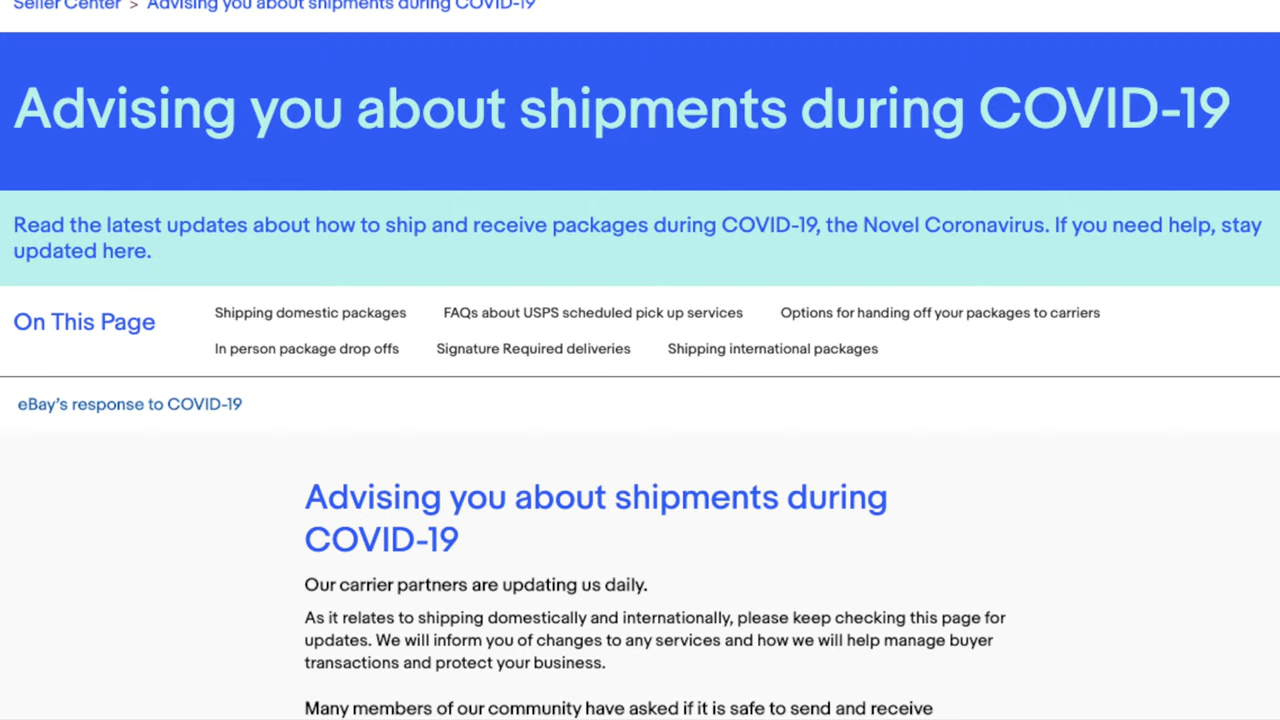 Seller Center > Advising you about shipments during COVID-19
Advising you about shipments during COVID-19
Read the latest updates about how to ship and receive packages during COVID-19, the Novel Coronavirus. If you need help, stay
updated here.
On This Page
Shipping domestic packages FAQs about USPS scheduled pick up services Options for handing off your packages to carriers
In person package drop offs Signature Required deliveries Shipping international packages
eBay's response to COVID-19
Advising you about shipments during
COVID-19
Our carrier partners are updating us daily.
As it relates to shipping domestically and internationally, please keep checking this page for
updates. We will inform you of changes to any services and how we will help manage buyer
transactions and protect your business.
Many members of our community have asked if it is safe to send and receive